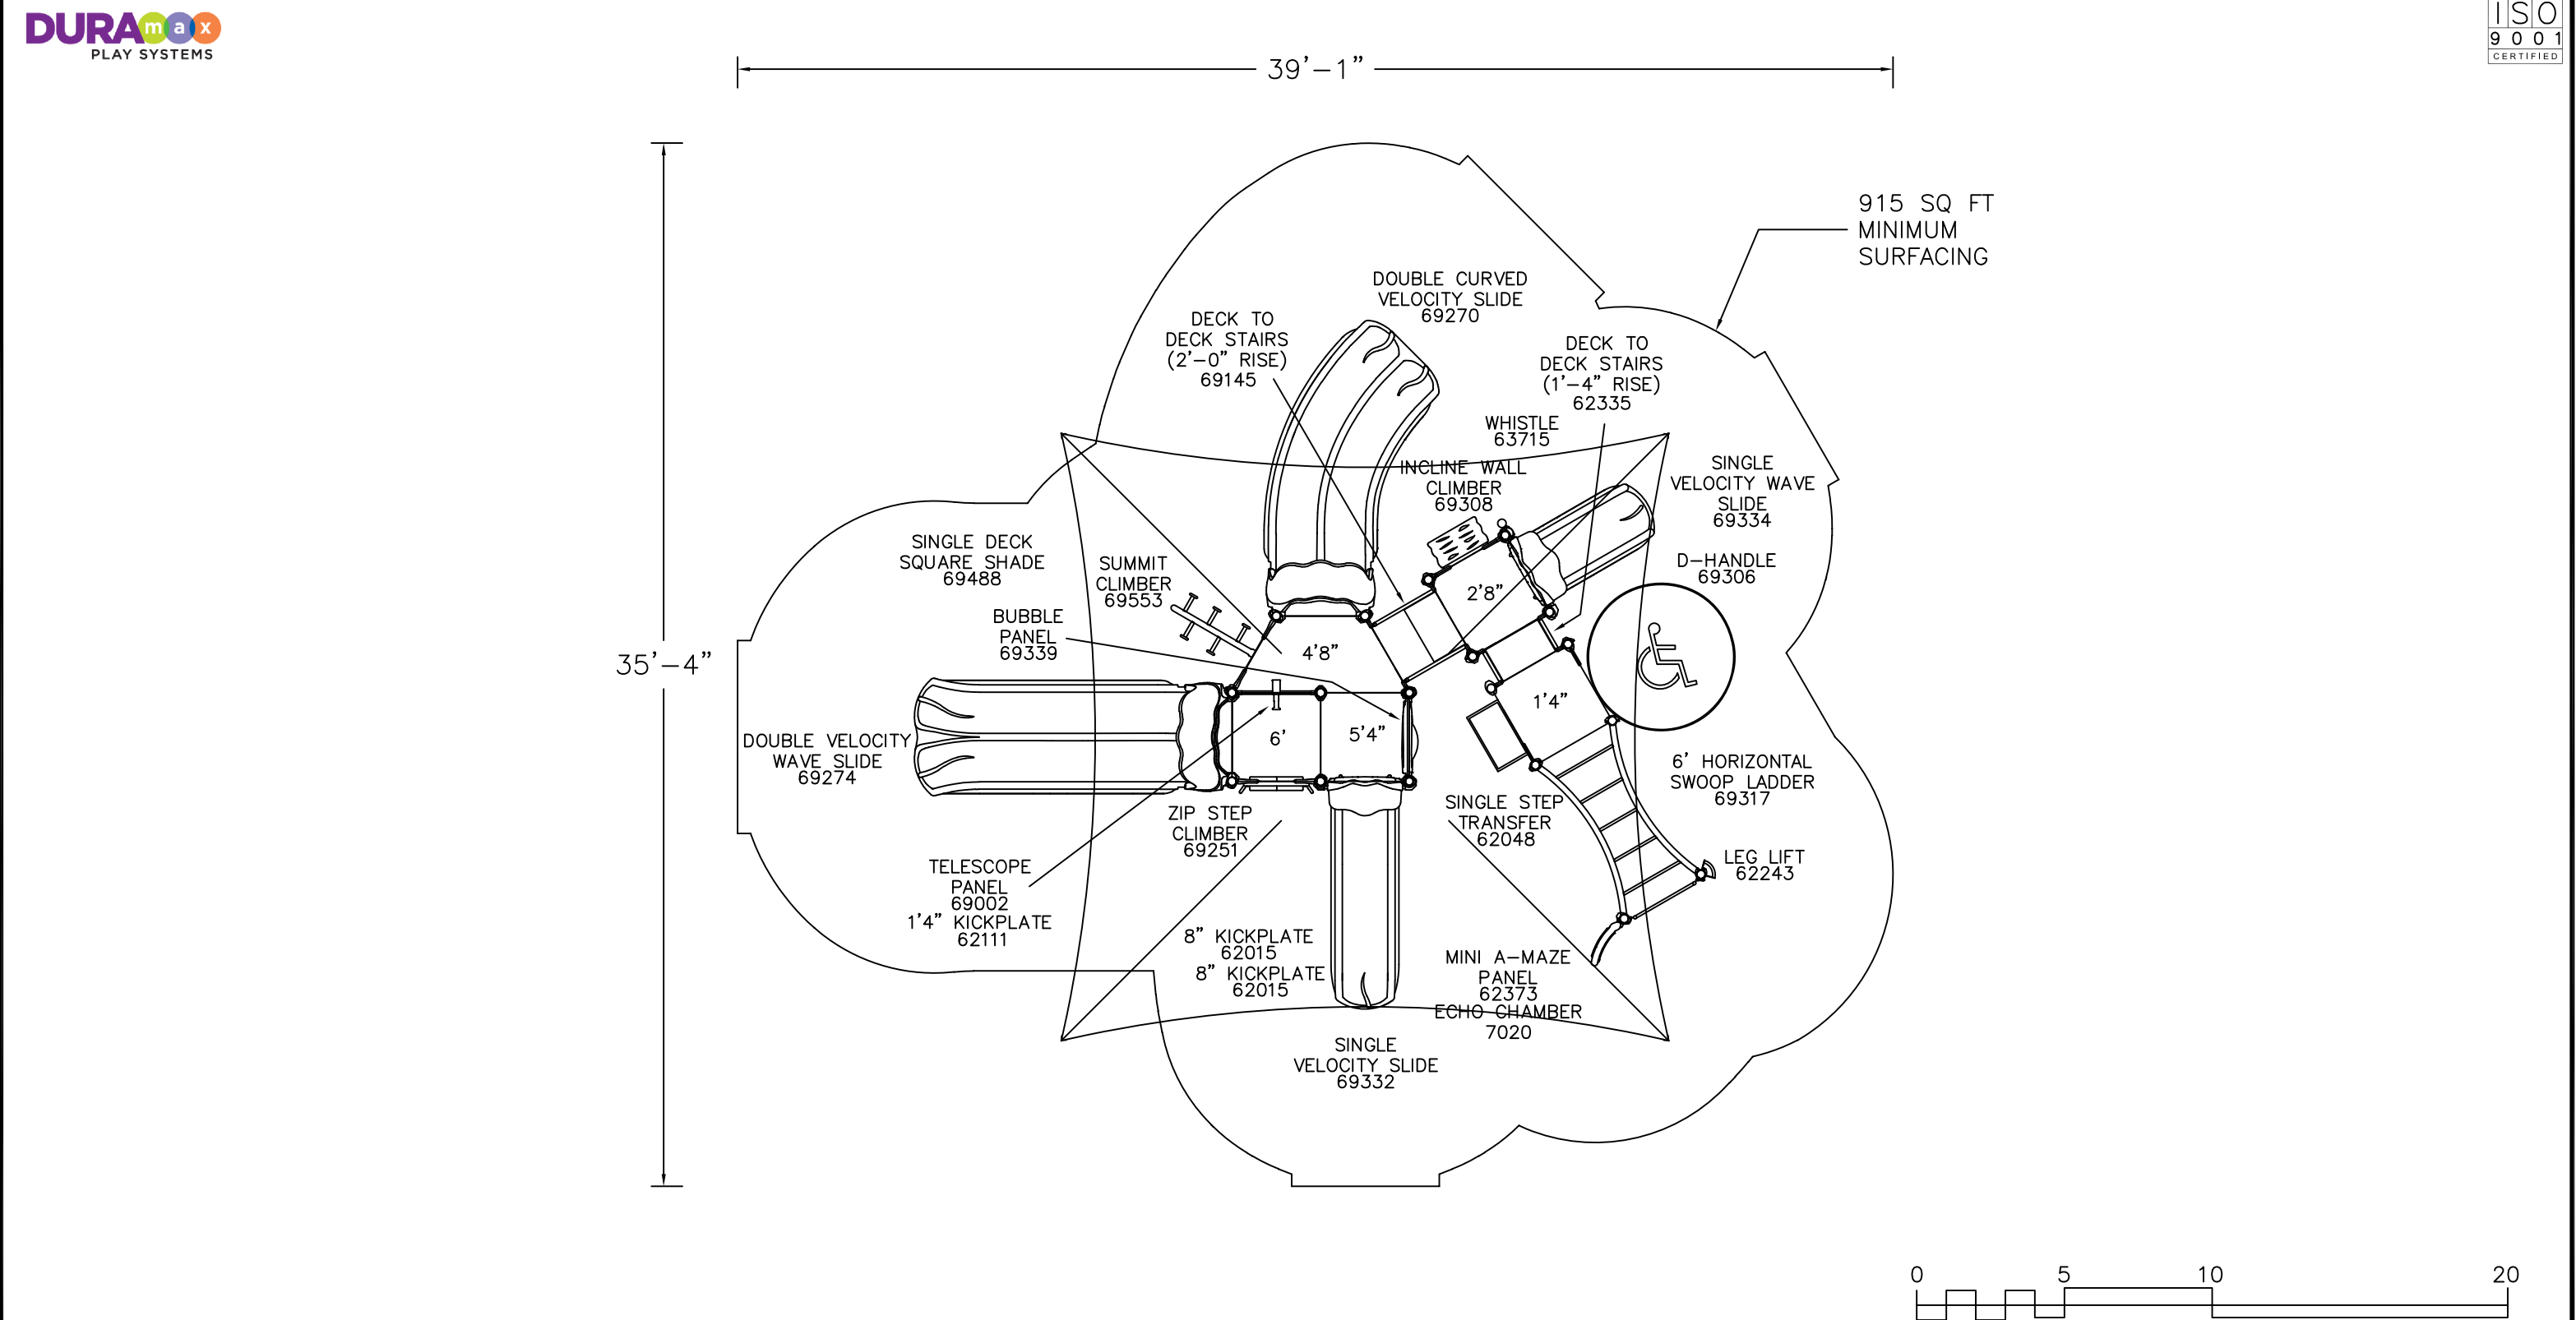 DURAmax
PLAY SYSTEMS
ISO
9001
CERTIFIED
39'-1"
35'-4"
915 SQ FT
MINIMUM
SURFACING
DOUBLE CURVED
VELOCITY SLIDE
69270
DECK TO
DECK STAIRS
(2'-0" RISE)
69145
DECK TO
DECK STAIRS
(1'-4" RISE)
62335
WHISTLE
63715
INCLINE WALL
CLIMBER
69308
SINGLE
VELOCITY WAVE
SLIDE
69334
SINGLE DECK
SQUARE SHADE
69488
SUMMIT
CLIMBER
69553
D-HANDLE
69306
BUBBLE
PANEL
69339
2'8"
4'8"
1'4"
6'
5'4"
DOUBLE VELOCITY
WAVE SLIDE
69274
6' HORIZONTAL
SWOOP LADDER
69317
ZIP STEP
CLIMBER
69251
SINGLE STEP
TRANSFER
62048
LEG LIFT
62243
TELESCOPE
PANEL
69002
1'4" KICKPLATE
62111
8" KICKPLATE
62015
8" KICKPLATE
62015
MINI A-MAZE
PANEL
62373
ECHO CHAMBER
7020
SINGLE
VELOCITY SLIDE
69332
0 5 10 20